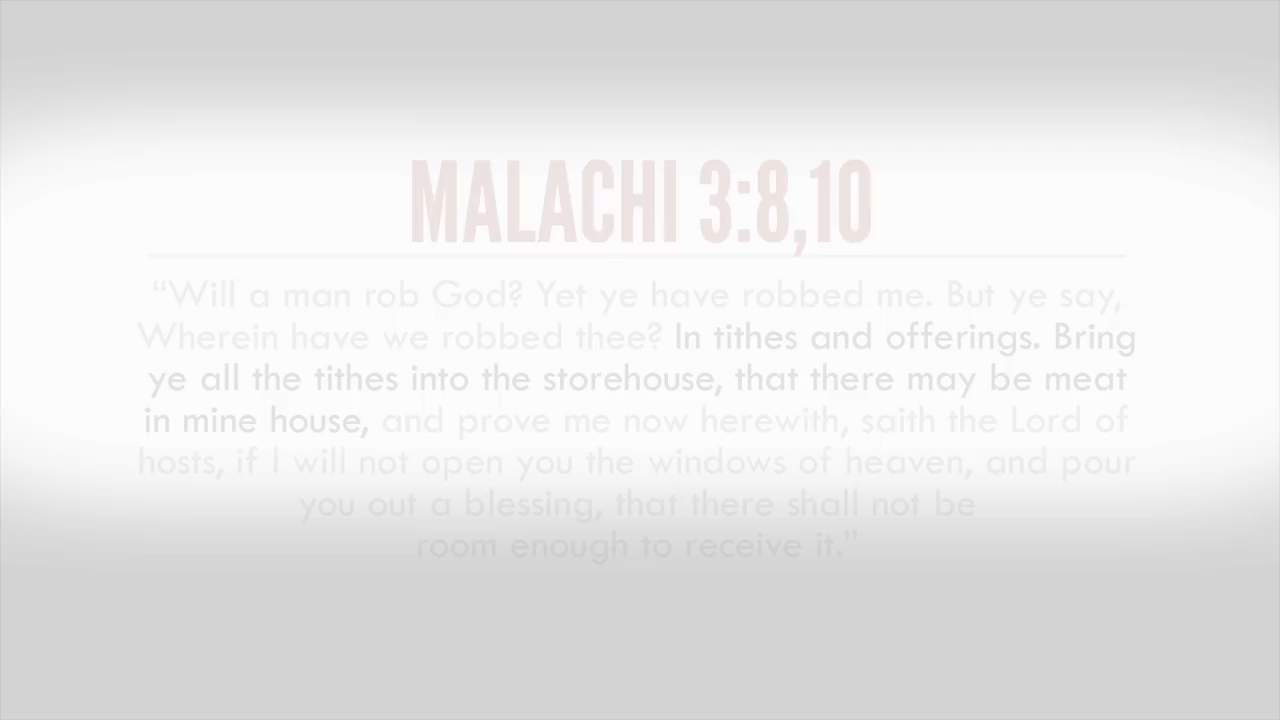 MALACHI 3:8,10
“Will a man rob God? Yet ye have robbed me. But ye say,
Wherein have we robbed thee? In tithes and offerings. Bring
ye all the tithes into the storehouse, that there may be meat
in mine house, and prove me now herewith, saith the Lord of
hosts, if I will not open you the windows of heaven, and pour
you out a blessing, that there shall not be
room enough to receive it.”